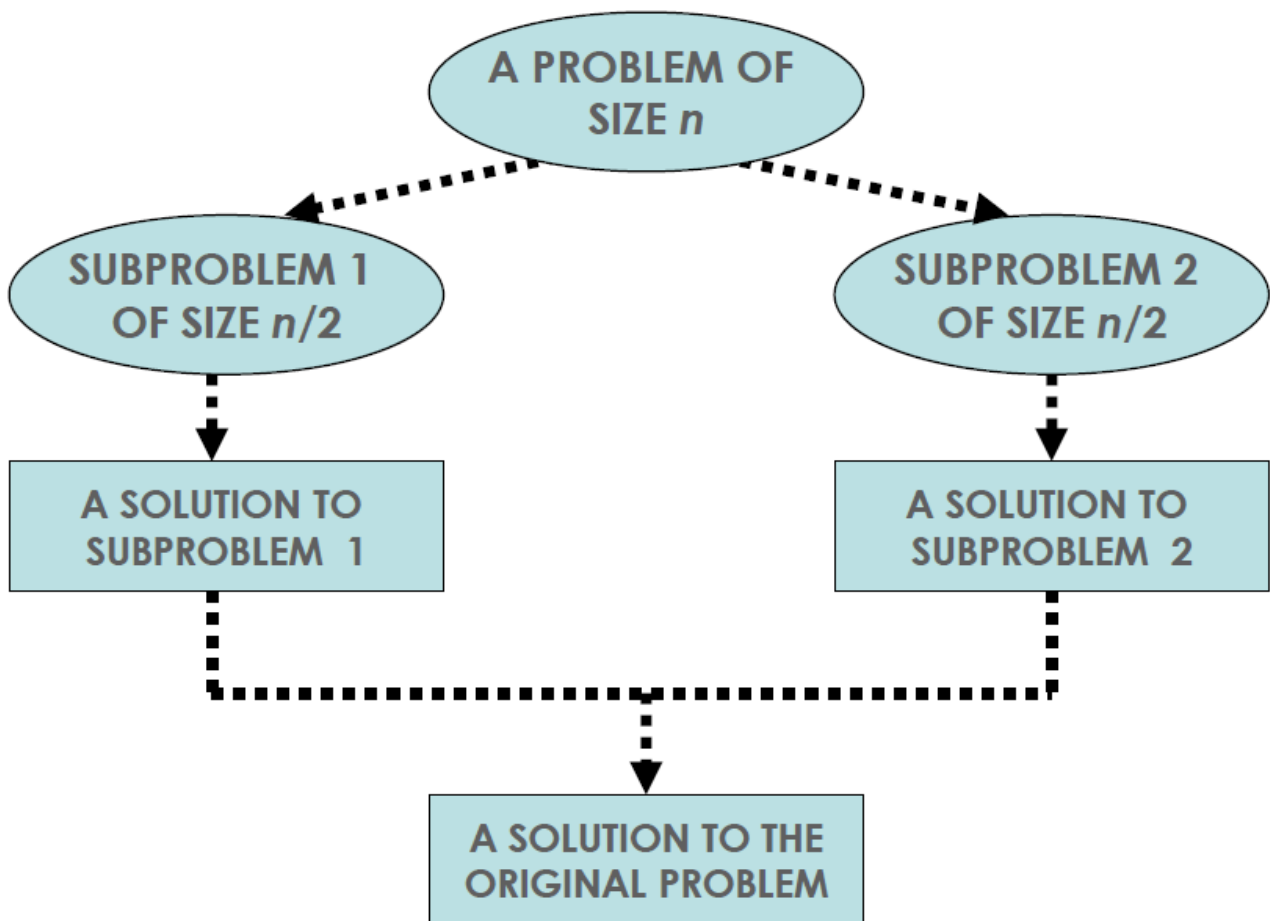 A PROBLEM OF
SIZE n
SUBPROBLEM 1
OF SIZE n/2
SUBPROBLEM 2
OF SIZE n/2
A SOLUTION TO
SUBPROBLEM 1
A SOLUTION TO
SUBPROBLEM 2
A SOLUTION TO THE
ORIGINAL PROBLEM